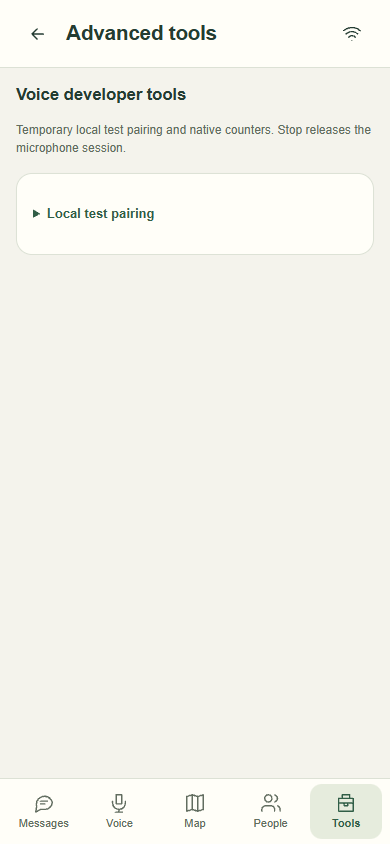 Advanced tools
Voice developer tools
Temporary local test pairing and native counters. Stop releases the
microphone session.
Local test pairing
Messages
Voice
Map
People
Tools